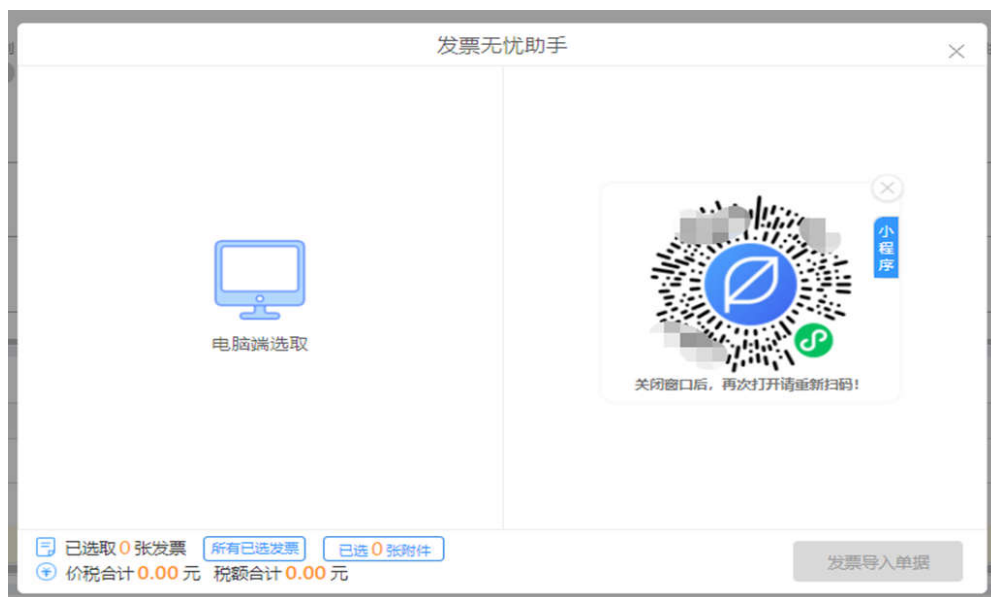 发票无忧助手
电脑端选取
小程序
关闭窗口后，再次打开请重新扫码！
已选取 0 张发票 所有已选发票 已选 0 张附件
价税合计 0.00 元 税额合计 0.00 元
发票导入单据